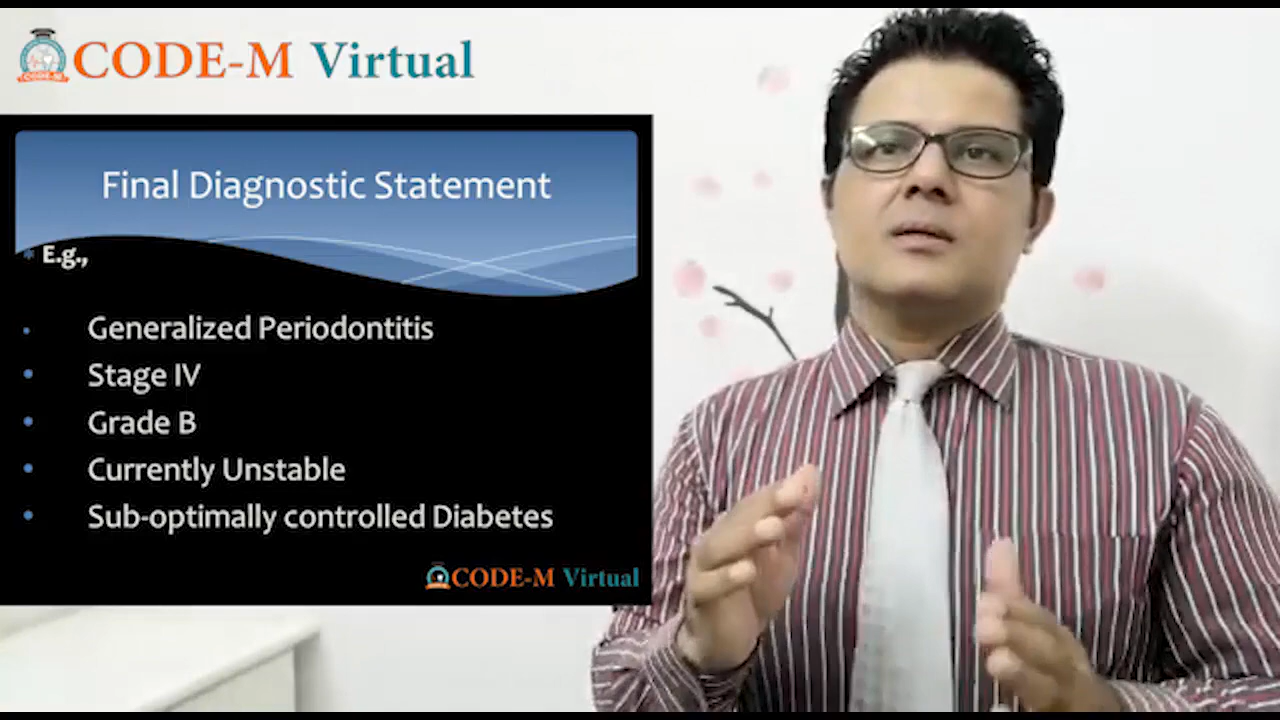 CODE-M Virtual
Final Diagnostic Statement
* E.g.,
• Generalized Periodontitis
• Stage IV
• Grade B
• Currently Unstable
• Sub-optimally controlled Diabetes
CODE-M Virtual